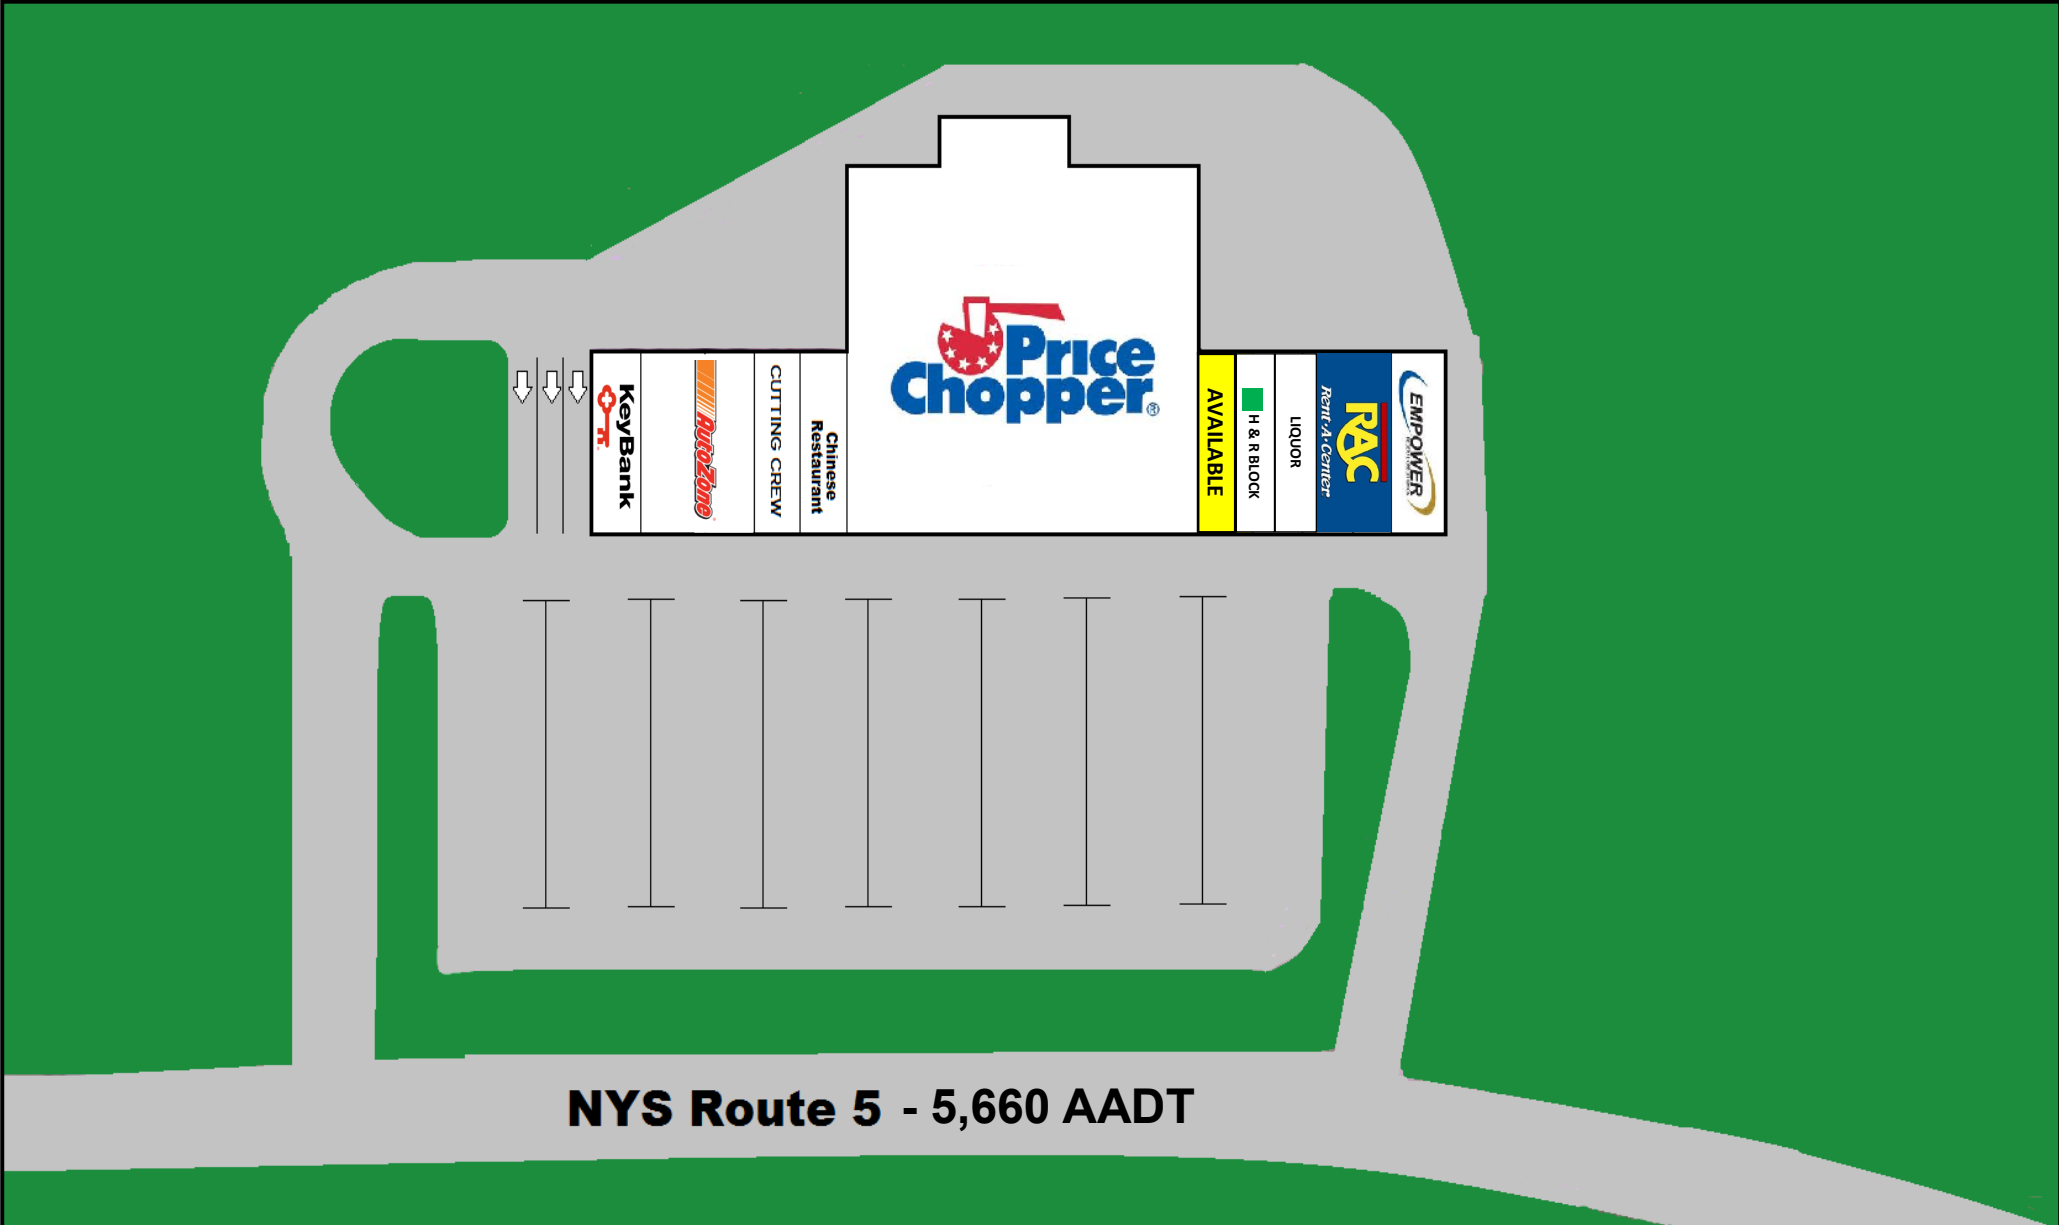 KeyBank
AutoZone
CUTTING CREW
Chinese
Restaurant
Price
Chopper®
AVAILABLE
H & R BLOCK
LIQUOR
RAC
Rent-A-Center
EMPOWER
NYS Route 5 - 5,660 AADT